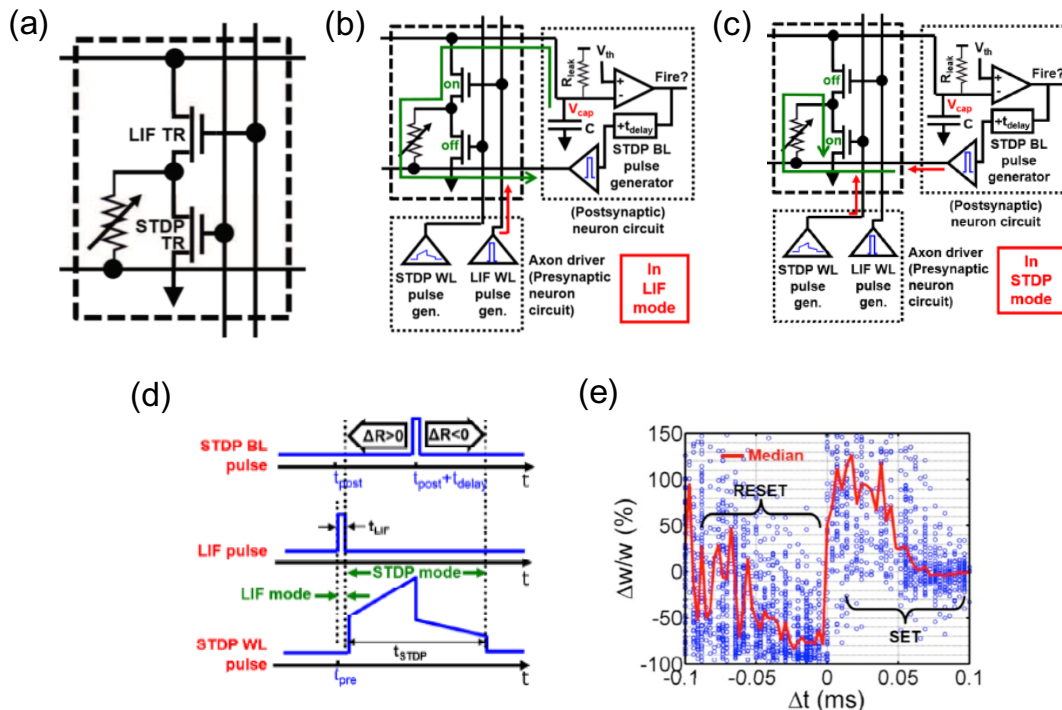 (a)
LIF TR
STDP
TR
(b)
on
off
R_leak
V_th
Fire?
V_cap
C
+t_delay
STDP BL
pulse
generator
(Postsynaptic)
neuron circuit
STDP WL
pulse
gen.
LIF WL
pulse
gen.
Axon driver
(Presynaptic
neuron
circuit)
In
LIF
mode
(c)
off
on
R_leak
V_th
Fire?
V_cap
C
+t_delay
STDP BL
pulse
generator
(Postsynaptic)
neuron circuit
STDP WL
pulse
gen.
LIF WL
pulse
gen.
Axon driver
(Presynaptic
neuron
circuit)
In
STDP
mode
(d)
STDP BL
pulse
ΔR>0
ΔR<0
t_post
t_post+t_delay
t
LIF pulse
t_LIF
t
STDP mode
LIF mode
STDP WL
pulse
t_STDP
t_pre
t
(e)
Δw/w (%)
150
100
50
0
-50
-100
Median
RESET
SET
-0.1
-0.05
0
0.05
0.1
Δt (ms)